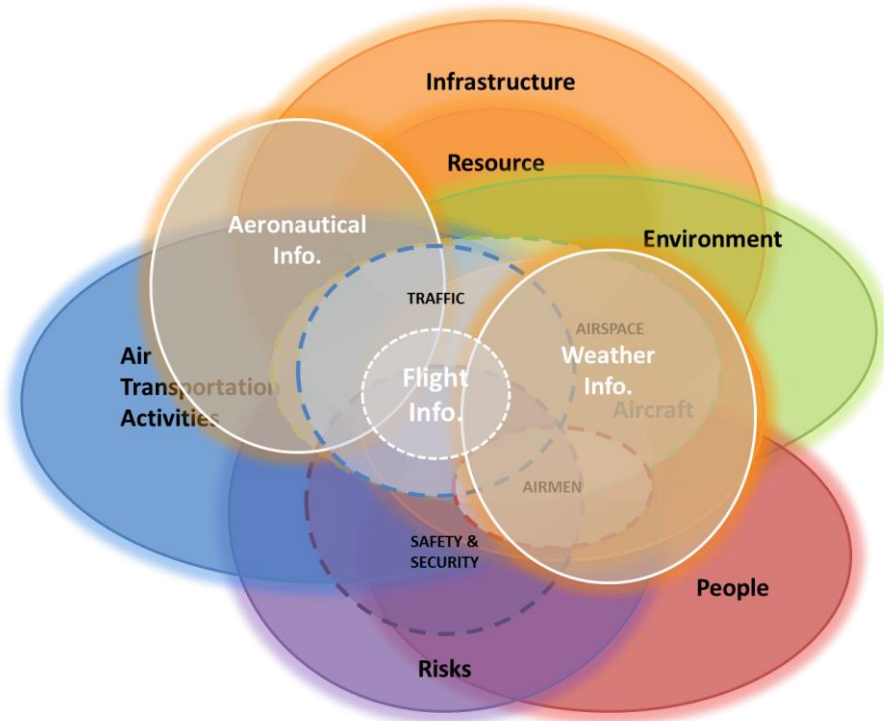 Infrastructure
Resource
Aeronautical
Info.
Environment
TRAFFIC
AIRSPACE
Air
Transportation
Activities
Flight
Info.
Weather
Info.
Aircraft
AIRMEN
SAFETY &
SECURITY
People
Risks